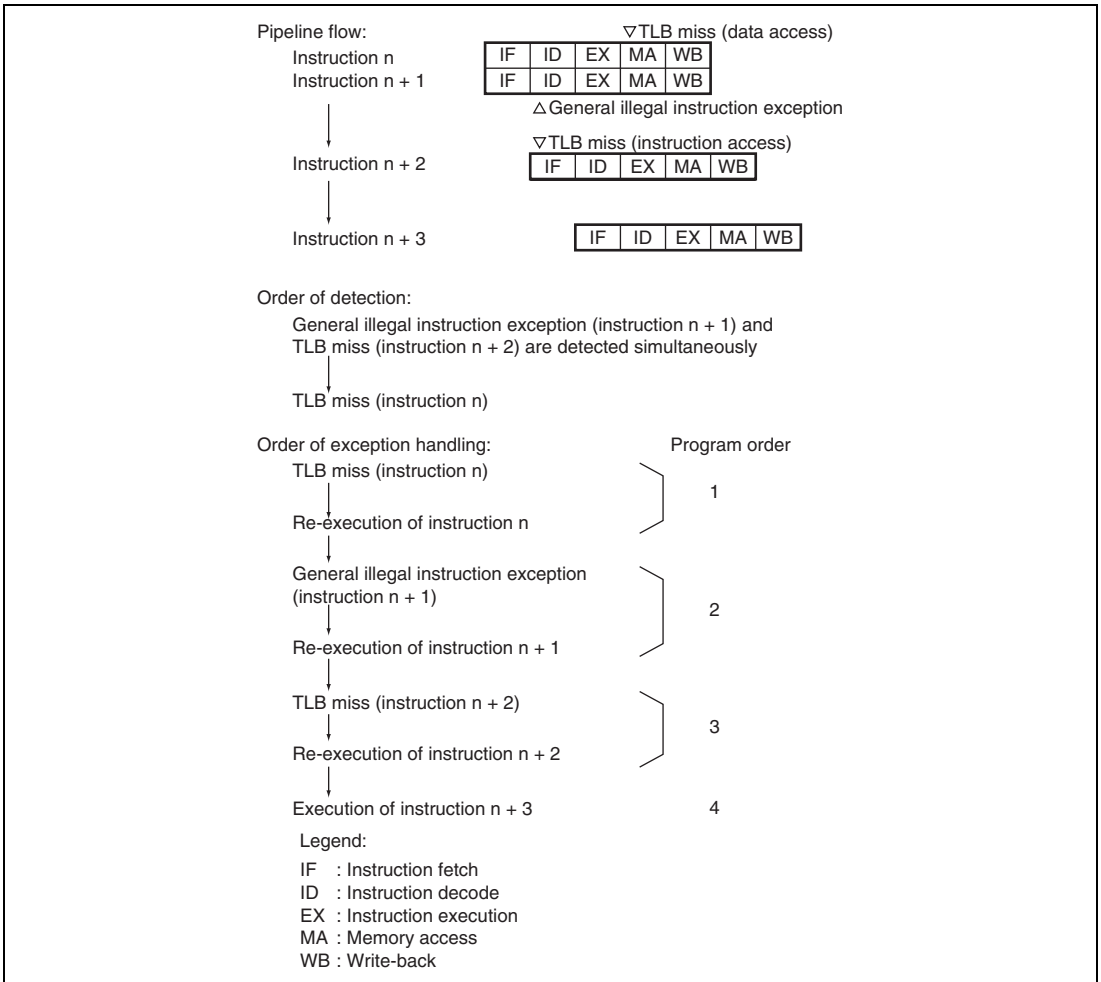 Pipeline flow:
▽TLB miss (data access)
Instruction n IF ID EX MA WB
Instruction n + 1 IF ID EX MA WB
△General illegal instruction exception
▽TLB miss (instruction access)
Instruction n + 2 IF ID EX MA WB
Instruction n + 3 IF ID EX MA WB
Order of detection:
General illegal instruction exception (instruction n + 1) and
TLB miss (instruction n + 2) are detected simultaneously
TLB miss (instruction n)
Order of exception handling: Program order
TLB miss (instruction n)
1
Re-execution of instruction n
General illegal instruction exception
(instruction n + 1)
2
Re-execution of instruction n + 1
TLB miss (instruction n + 2)
3
Re-execution of instruction n + 2
Execution of instruction n + 3 4
Legend:
IF : Instruction fetch
ID : Instruction decode
EX : Instruction execution
MA : Memory access
WB : Write-back